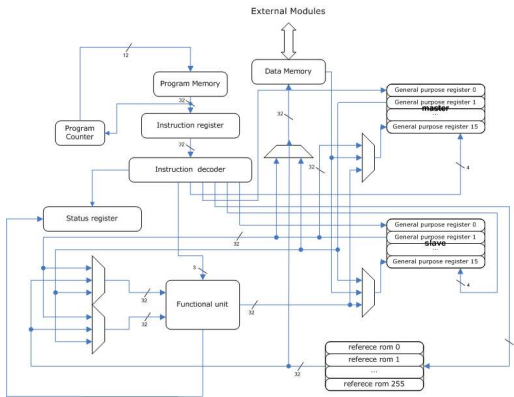 External Modules
12
Program Memory
Data Memory
32
32
General purpose register 0
General purpose register 1
master
...
General purpose register 15
Program Counter
Instruction register
32
32
4
Instruction decoder
Status register
32
General purpose register 0
General purpose register 1
slave
...
General purpose register 15
3
32
Functional unit
32
32
4
referece rom 0
referece rom 1
...
referece rom 255
32